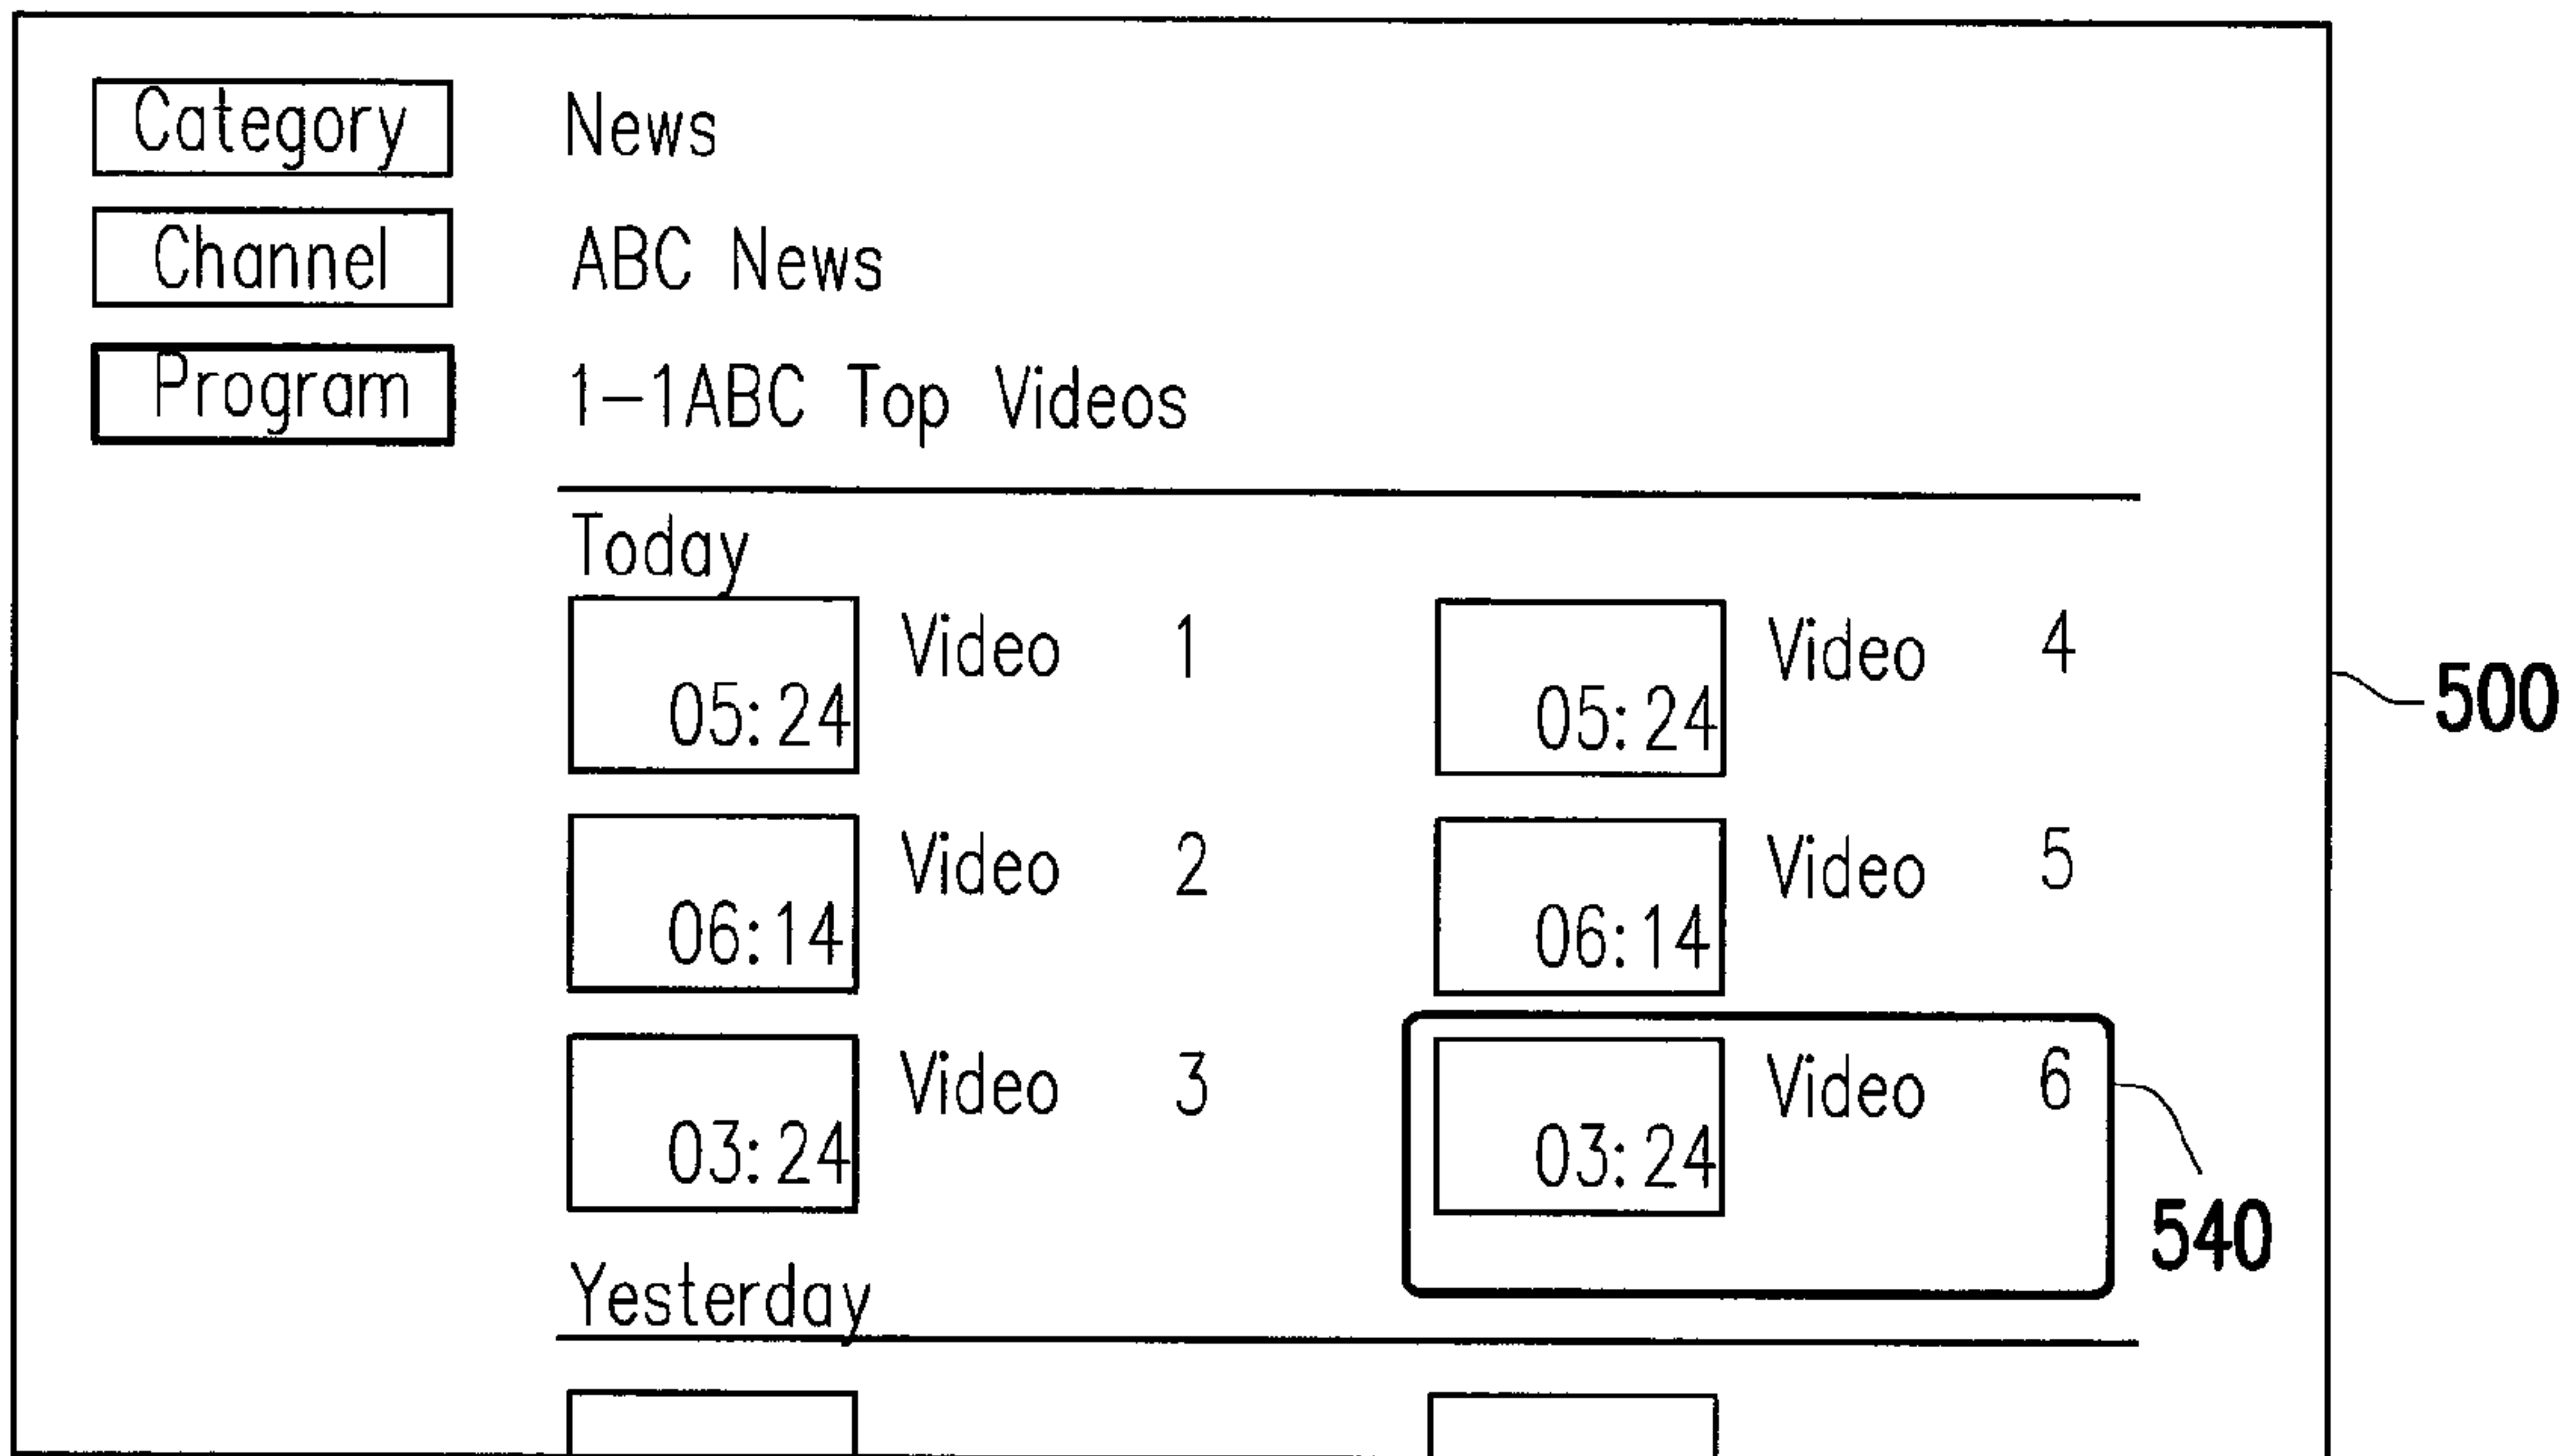 Category News
Channel ABC News
Program 1-1ABC Top Videos
Today
Video 1
05:24
Video 4
05:24
500
Video 2
06:14
Video 5
06:14
Video 3
03:24
Video 6
03:24
540
Yesterday